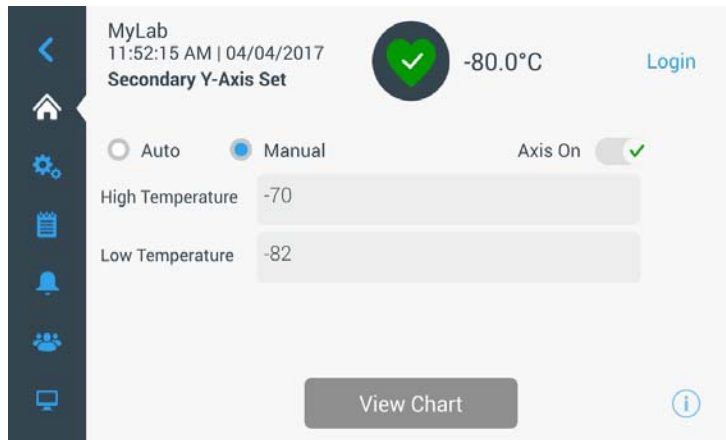 MyLab
11:52:15 AM | 04/04/2017
Secondary Y-Axis Set
-80.0°C
Login
Auto Manual Axis On
High Temperature -70
Low Temperature -82
View Chart
i